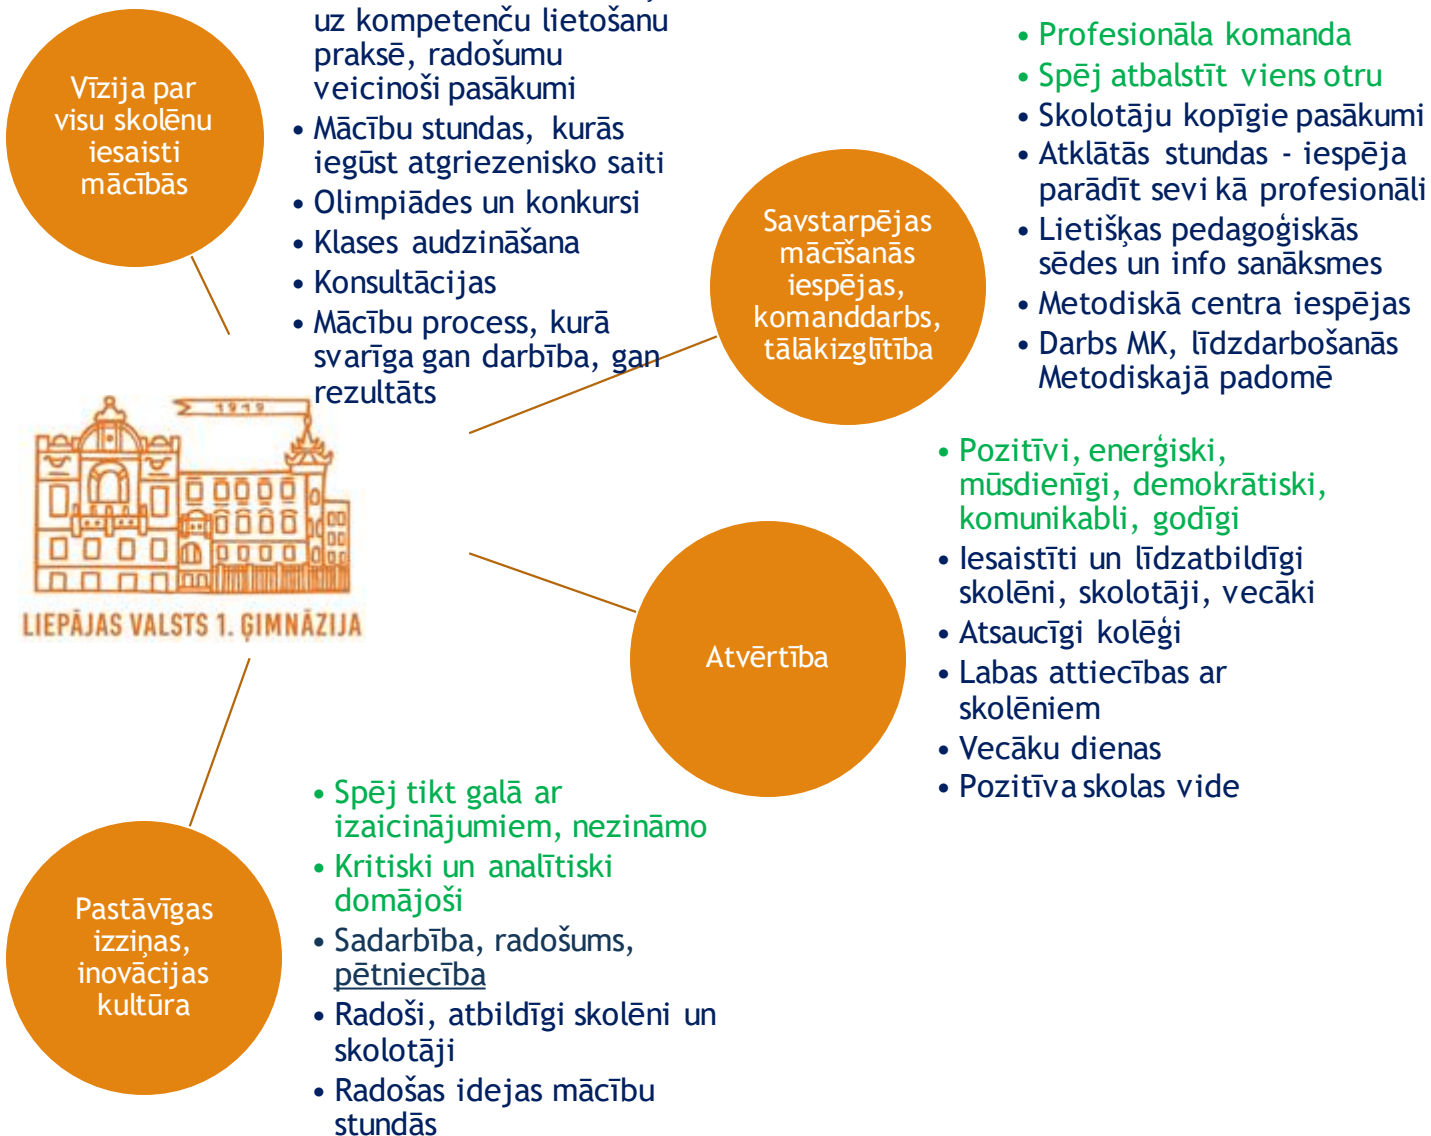 Vīzija par
visu skolēnu
iesaisti
mācībās
uz kompetenču lietošanu
praksē, radošumu
veicinoši pasākumi
• Mācību stundas, kurās
iegūst atgriezenisko saiti
• Olimpiādes un konkursi
• Klases audzināšana
• Konsultācijas
• Mācību process, kurā
svarīga gan darbība, gan
rezultāts
Savstarpējas
mācīšanās
iespējas,
komanddarbs,
tālākizglītība
• Profesionāla komanda
• Spēj atbalstīt viens otru
• Skolotāju kopīgie pasākumi
• Atklātās stundas - iespēja
parādīt sevi kā profesionāli
• Lietišķas pedagoģiskās
sēdes un info sanāksmes
• Metodiskā centra iespējas
• Darbs MK, līdzdarbošanās
Metodiskajā padomē
1919
LIEPĀJAS VALSTS 1. ĢIMNĀZIJA
Atvērtība
• Pozitīvi, enerģiski,
mūsdienīgi, demokrātiski,
komunikabli, godīgi
• Iesaistīti un līdzatbildīgi
skolēni, skolotāji, vecāki
• Atsaucīgi kolēģi
• Labas attiecības ar
skolēniem
• Vecāku dienas
• Pozitīva skolas vide
Pastāvīgas
izziņas,
inovācijas
kultūra
• Spēj tikt galā ar
izaicinājumiem, nezināmo
• Kritiski un analītiski
domājoši
• Sadarbība, radošums,
pētniecība
• Radoši, atbildīgi skolēni un
skolotāji
• Radošas idejas mācību
stundās